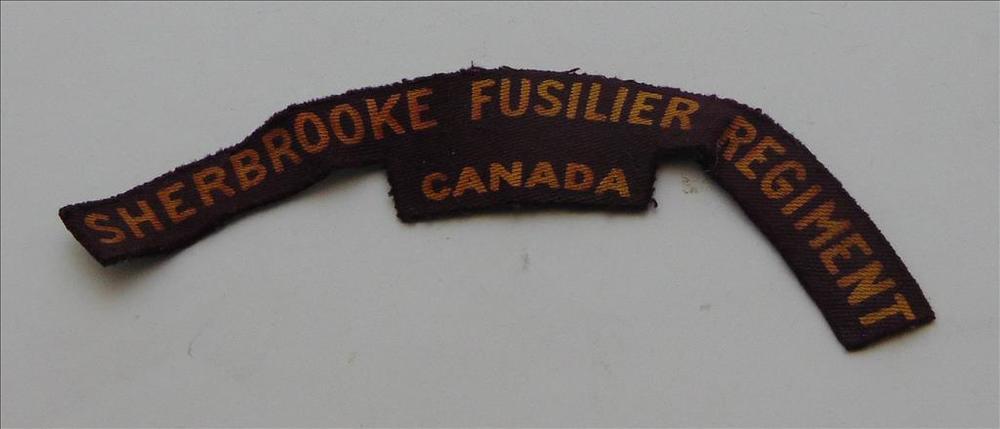 SHERBROOKE FUSILIER REGIMENT
CANADA